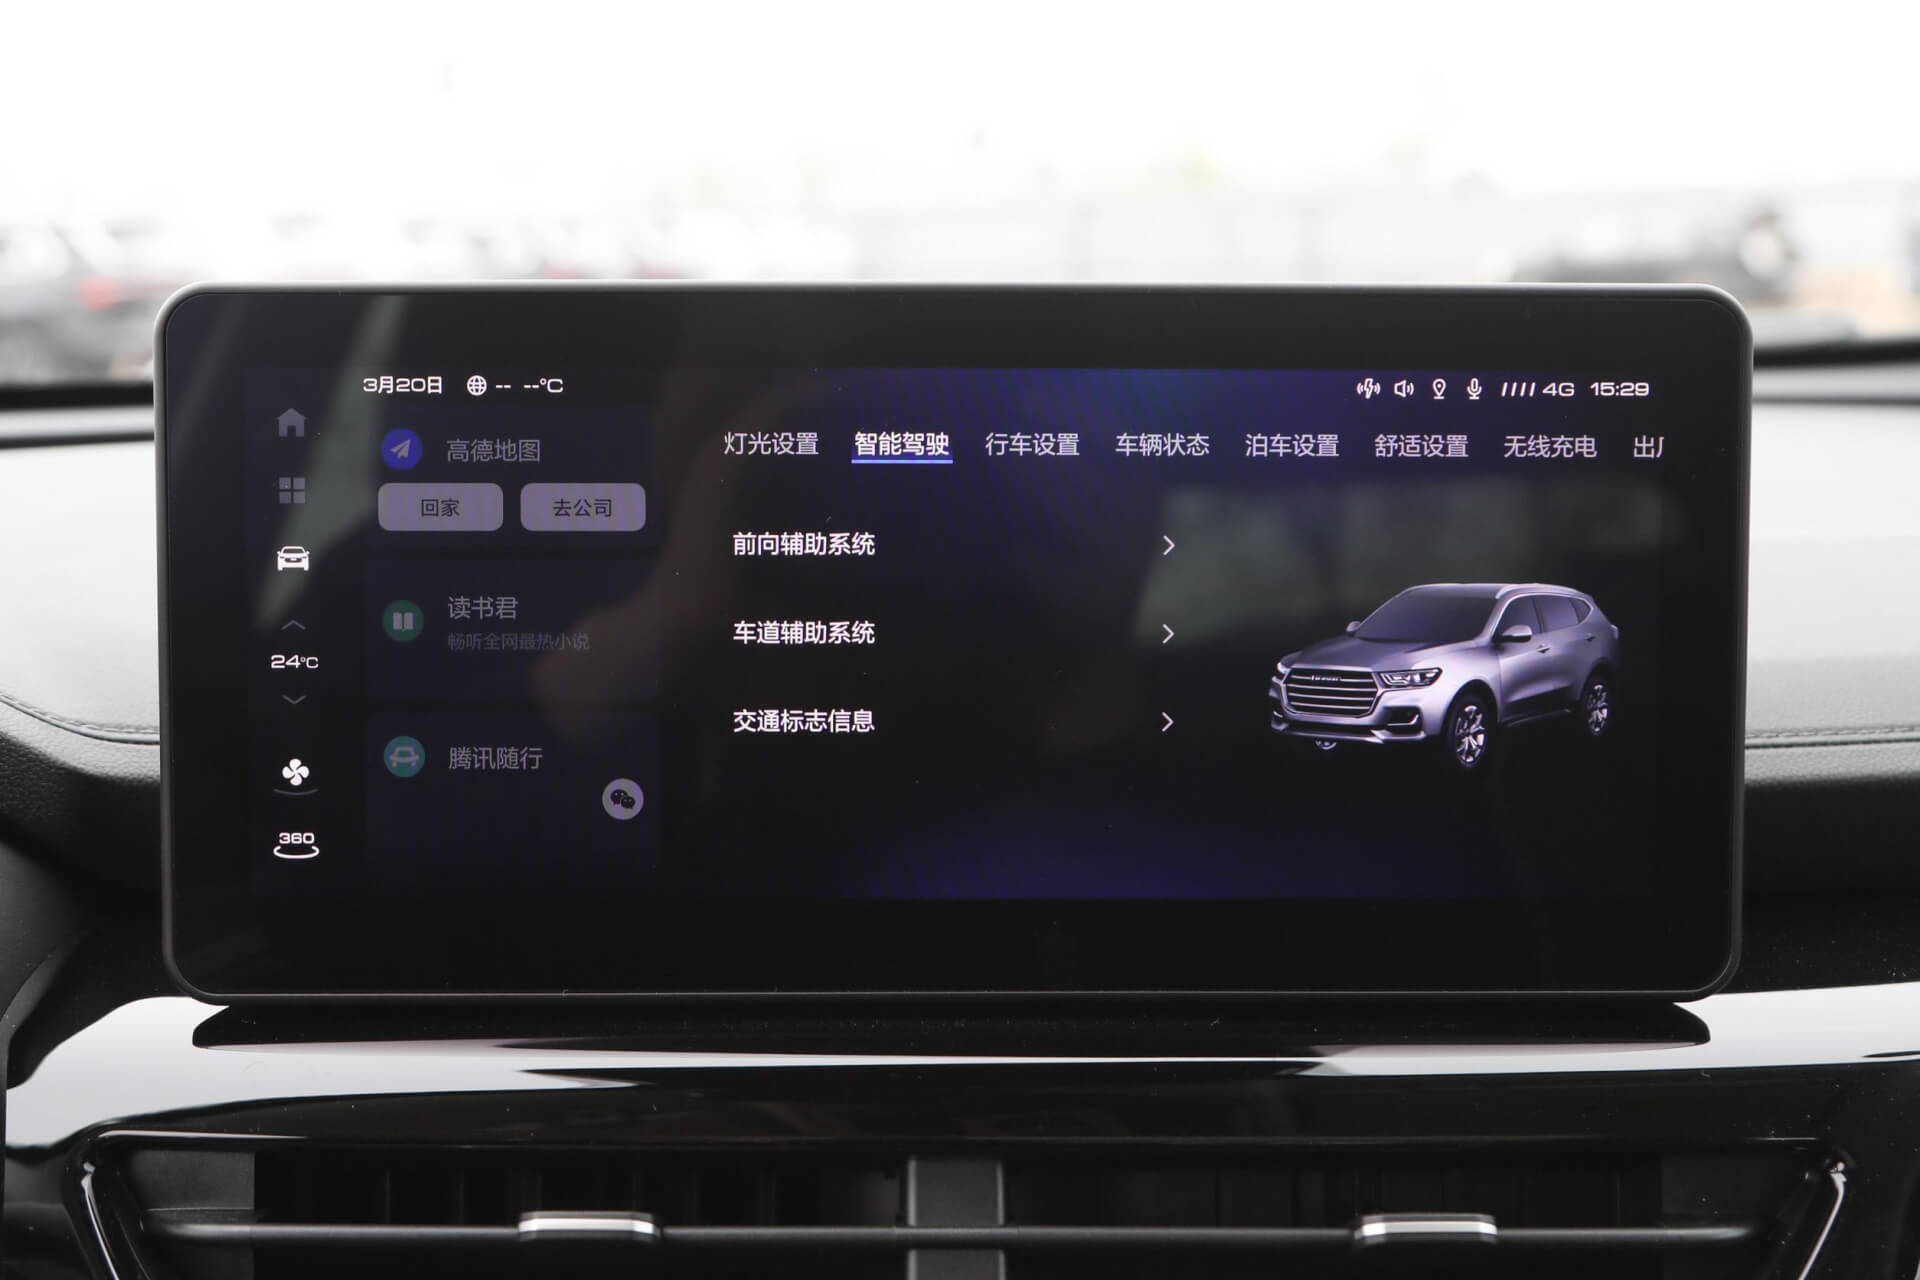 3月20日 -- --°C
4G 15:29
高德地图
回家 去公司
读书君
畅听全网最热小说
腾讯随行
24°C
360
灯光设置 智能驾驶 行车设置 车辆状态 泊车设置 舒适设置 无线充电 出厂
前向辅助系统
车道辅助系统
交通标志信息